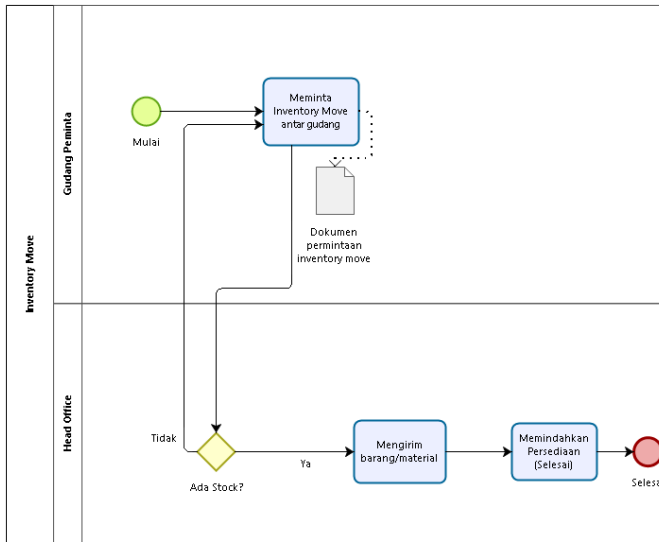 Inventory Move
Gudang Peminta
Mulai
Meminta
Inventory Move
antar gudang
Dokumen
permintaan
inventory move
Head Office
Tidak
Ada Stock?
Ya
Mengirim
barang/material
Memindahkan
Persediaan
(Selesai)
Selesa